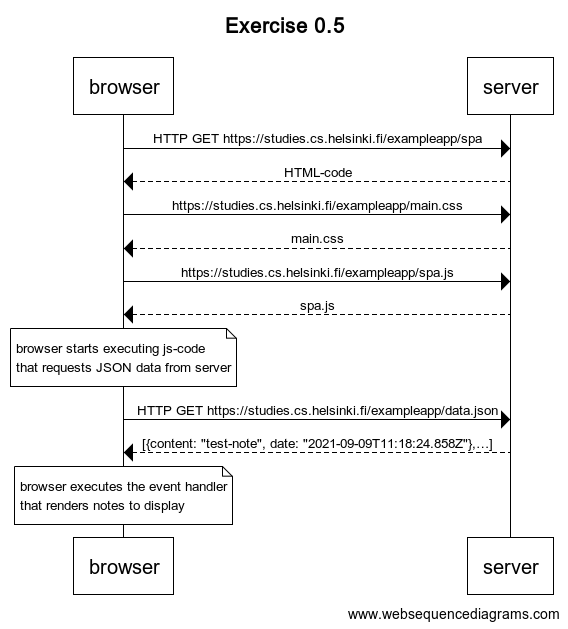 Exercise 0.5
browser
server
HTTP GET https://studies.cs.helsinki.fi/exampleapp/spa
HTML-code
https://studies.cs.helsinki.fi/exampleapp/main.css
main.css
https://studies.cs.helsinki.fi/exampleapp/spa.js
spa.js
browser starts executing js-code
that requests JSON data from server
HTTP GET https://studies.cs.helsinki.fi/exampleapp/data.json
[{content: "test-note", date: "2021-09-09T11:18:24.858Z"},...]
browser executes the event handler
that renders notes to display
browser
server
www.websequencediagrams.com